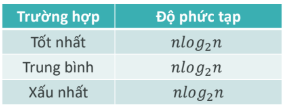 Trường hợp Độ phức tạp
Tốt nhất nlog₂n
Trung bình nlog₂n
Xấu nhất nlog₂n